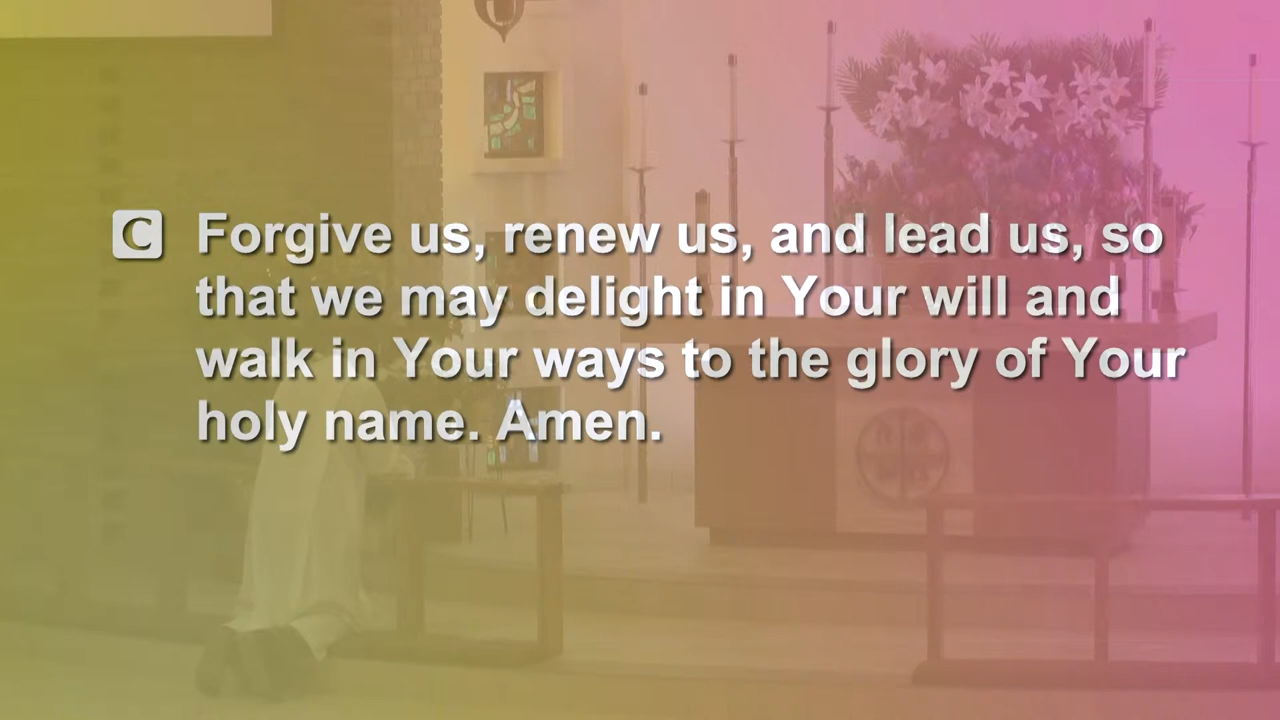 C Forgive us, renew us, and lead us, so
that we may delight in Your will and
walk in Your ways to the glory of Your
holy name. Amen.